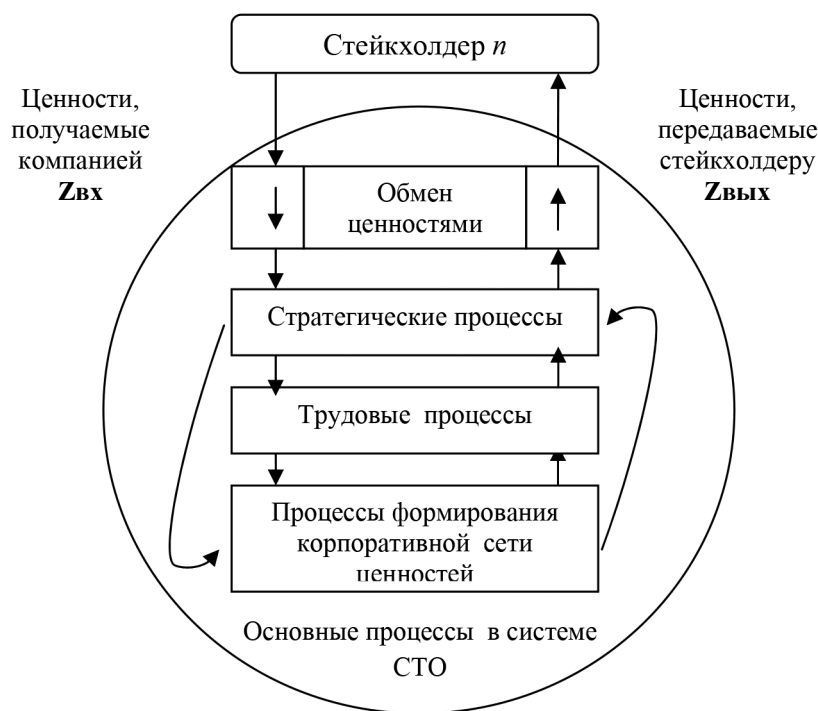 Стейкхолдер n
Ценности,
получаемые
компанией
Zвх
Ценности,
передаваемые
стейкхолдеру
Zвых
Обмен
ценностями
Стратегические процессы
Трудовые процессы
Процессы формирования
корпоративной сети
ценностей
Основные процессы в системе
СТО